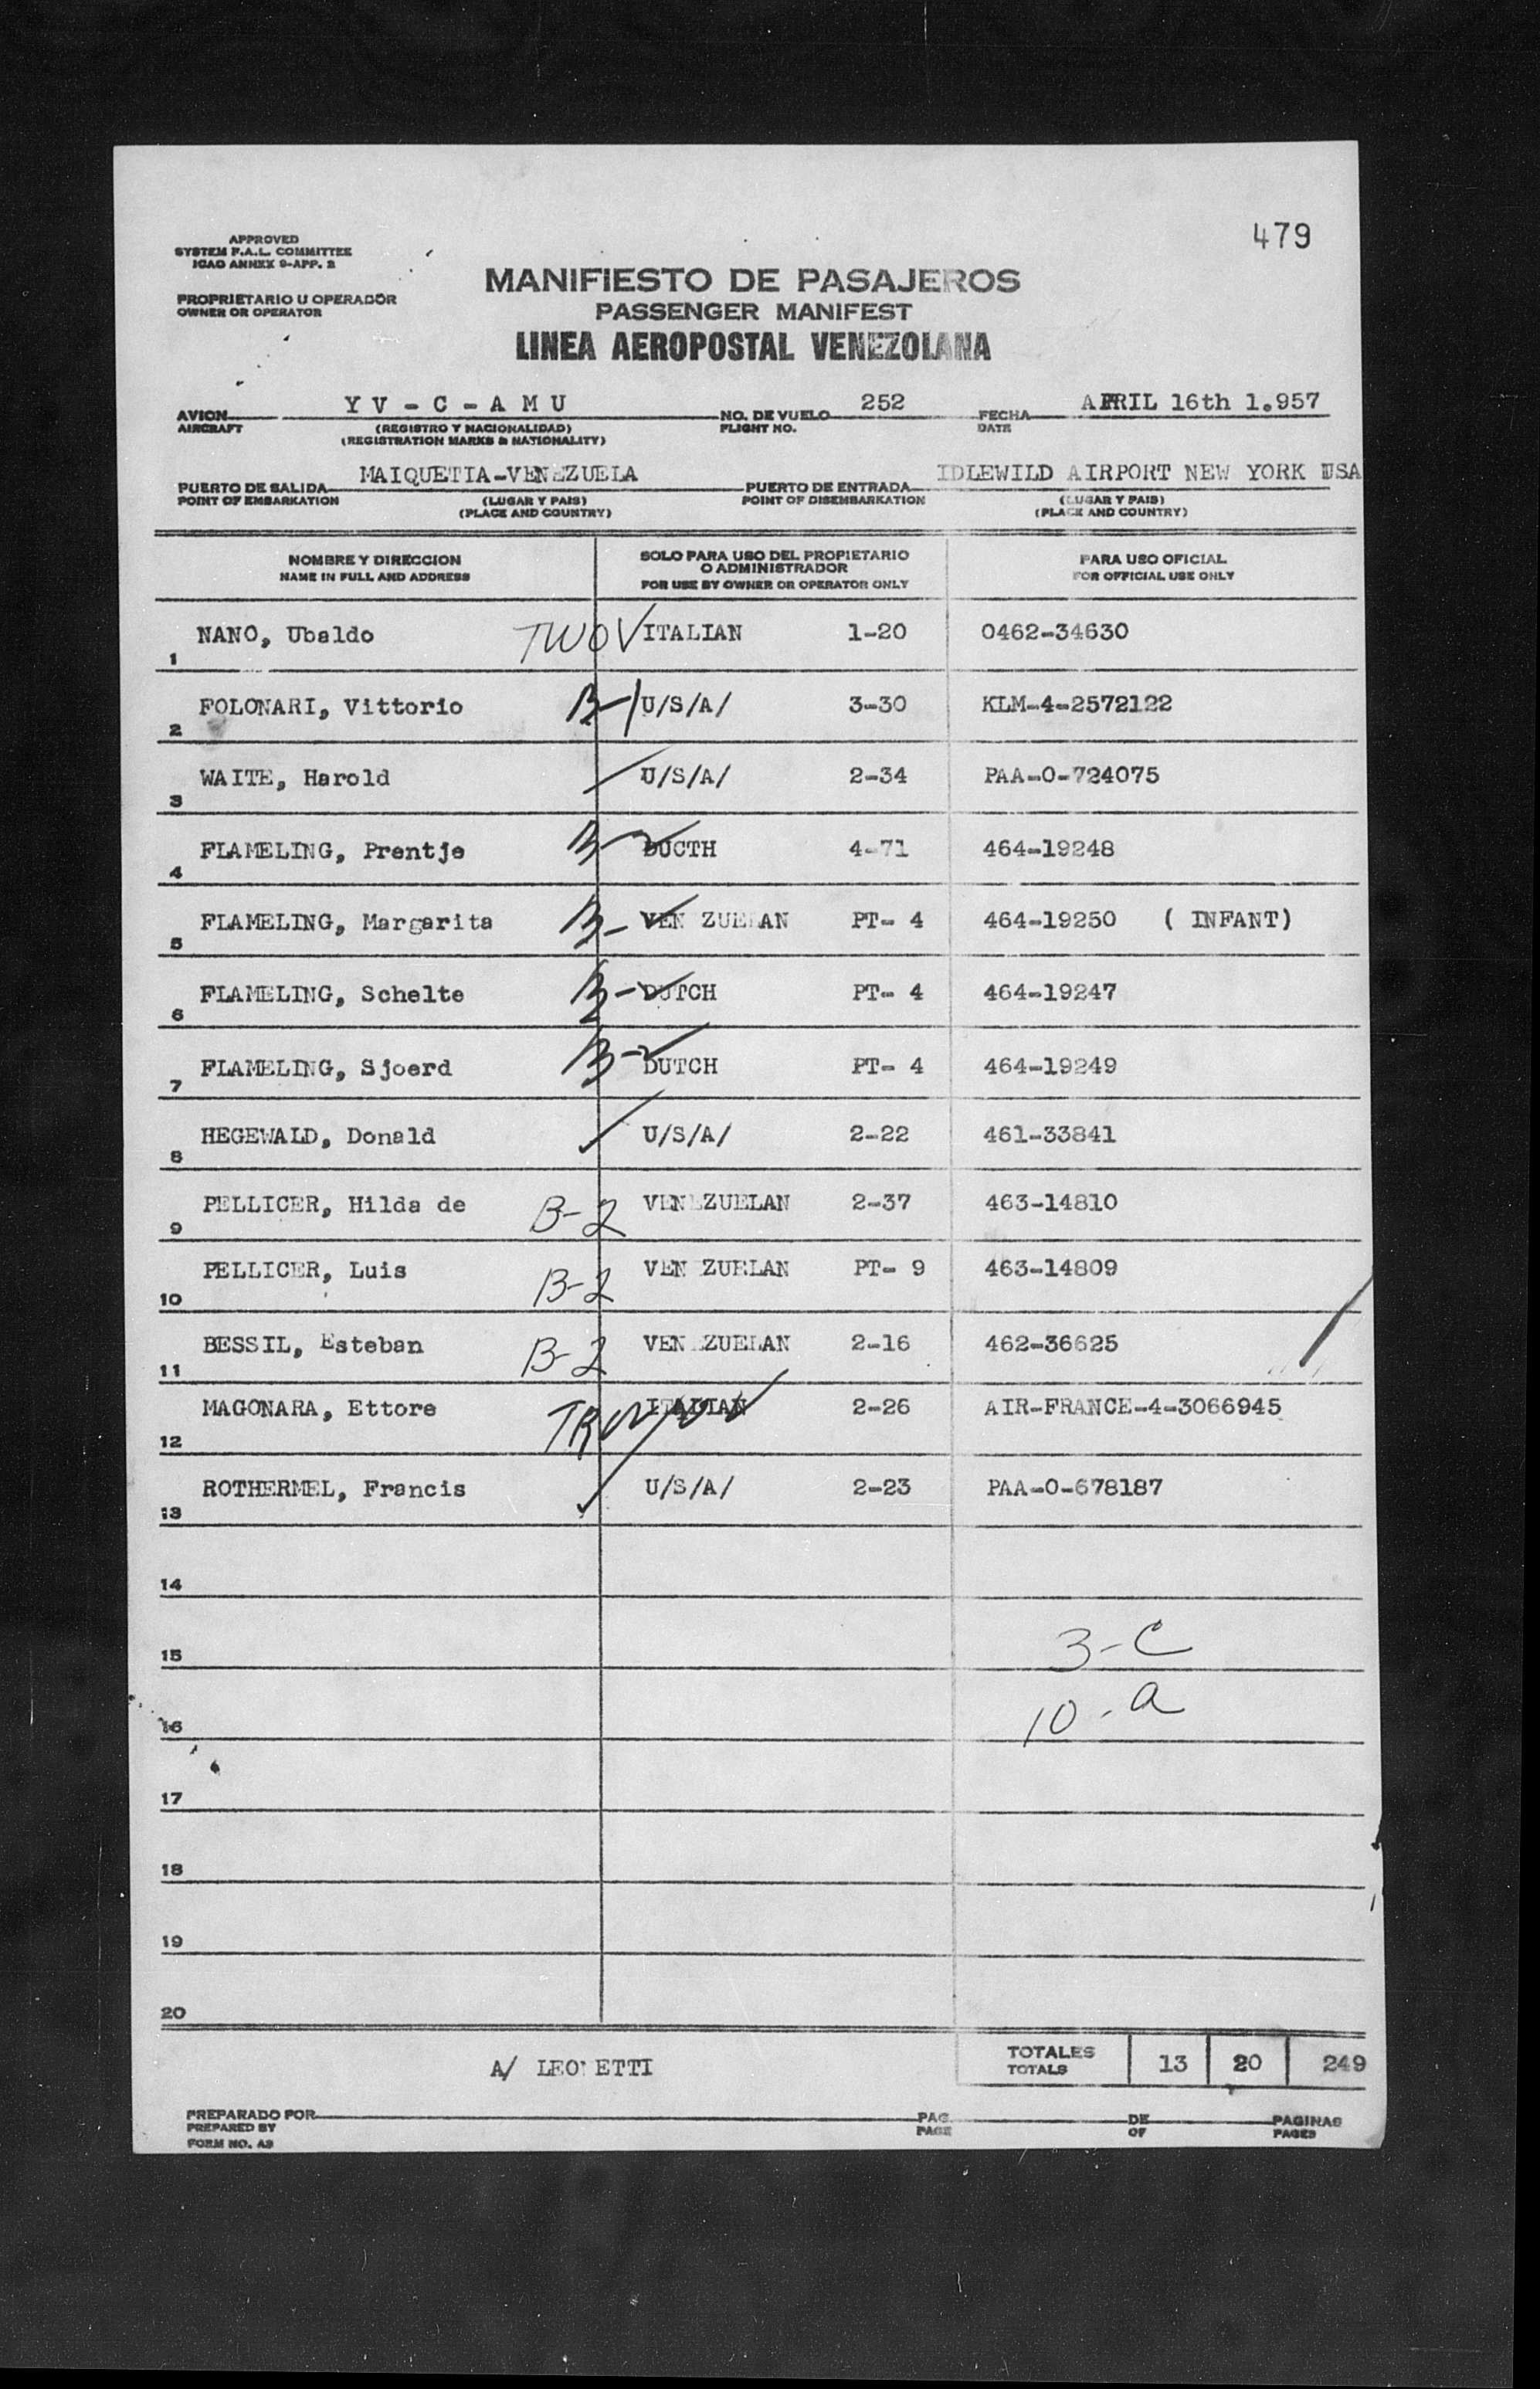 479
APPROVED
SYSTEM F.A.L. COMMITTEE
ICAO ANNEX 9-APP. 2
MANIFIESTO DE PASAJEROS
PROPRIETARIO U OPERADOR
OWNER OR OPERATOR
PASSENGER MANIFEST
LINEA AEROPOSTAL VENEZOLANA
AVION Y V - C - A M U NO. DE VUELO 252 FECHA APRIL 16th 1.957
AIRCRAFT (REGISTRO Y NACIONALIDAD) FLIGHT NO. DATE
(REGISTRATION MARKS & NATIONALITY)
PUERTO DE SALIDA MAIQUETIA-VENEZUELA PUERTO DE ENTRADA IDLEWILD AIRPORT NEW YORK USA
POINT OF EMBARKATION (LUGAR Y PAIS) POINT OF DISEMBARKATION (LUGAR Y PAIS)
(PLACE AND COUNTRY) (PLACE AND COUNTRY)
NOMBRE Y DIRECCION SOLO PARA USO DEL PROPIETARIO PARA USO OFICIAL
O ADMINISTRADOR
NAME IN FULL AND ADDRESS FOR USE BY OWNER OR OPERATOR ONLY FOR OFFICIAL USE ONLY
1 NANO, Ubaldo TWOV ITALIAN 1-20 0462-34630
2 FOLONARI, Vittorio B-1 U/S/A/ 3-30 KLM-4-2572122
3 WAITE, Harold U/S/A/ 2-34 PAA-0-724075
4 FLAMELING, Prentje B-2 DUCTH 4-71 464-19248
5 FLAMELING, Margarita B- VEN ZUELAN PT- 4 464-19250 ( INFANT)
6 FLAMELING, Schelte B-2 DUTCH PT- 4 464-19247
7 FLAMELING, Sjoerd B-2 DUTCH PT- 4 464-19249
8 HEGEWALD, Donald U/S/A/ 2-22 461-33841
9 PELLICER, Hilda de B-2 VENEZUELAN 2-37 463-14810
10 PELLICER, Luis B-2 VEN ZUELAN PT- 9 463-14809
11 BESSIL, Esteban B-2 VENEZUELAN 2-16 462-36625
12 MAGONARA, Ettore ITALIAN 2-26 AIR-FRANCE-4-3066945
13 ROTHERMEL, Francis U/S/A/ 2-23 PAA-0-678187
14
15 3-C
16 10-a
17
18
19
20
A/ LEONETTI
TOTALES 13 20 249
TOTALS
PREPARADO POR PAG. DE PAGINAS
PREPARED BY PAGE OF PAGES
FORM NO. A3